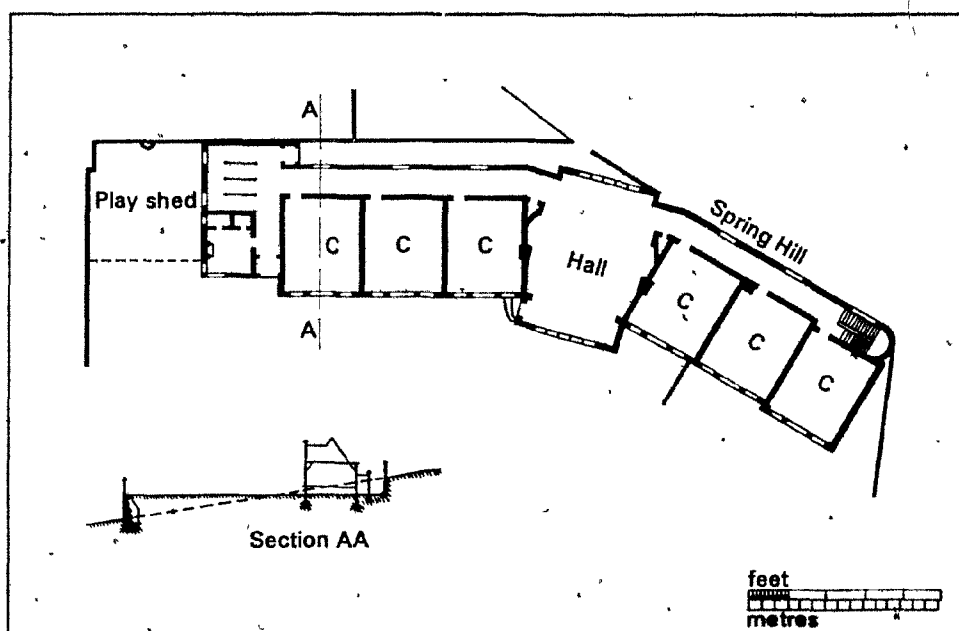 A
Play shed
Spring Hill
C
C
C
Hall
C
C
C
A
Section AA
feet
metres